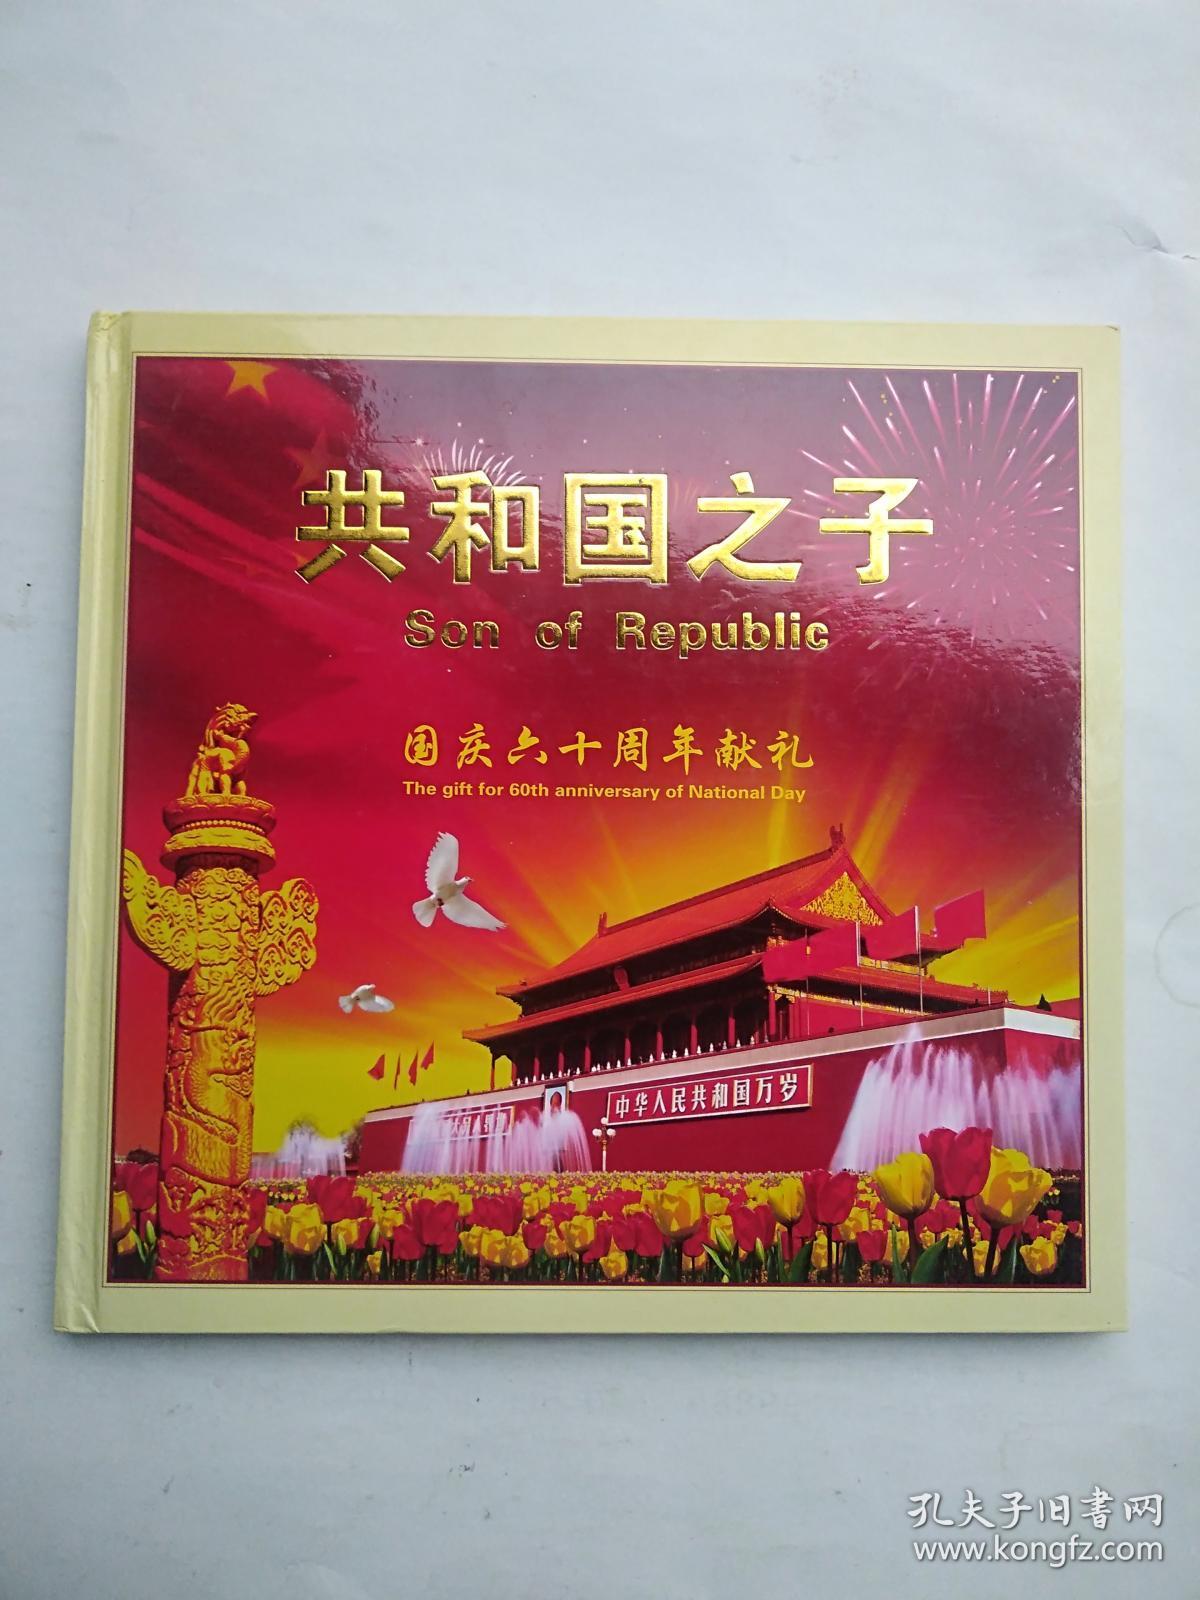 共和国之子
Son of Republic
国庆六十周年献礼
The gift for 60th anniversary of National Day
中华人民共和国万岁
孔夫子旧书网
www.kongfz.com